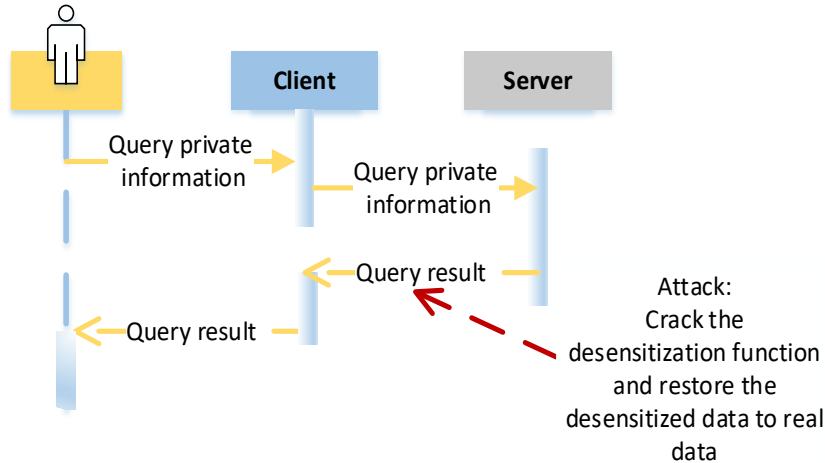 Client
Server
Query private
information
Query private
information
Query result
Query result
Attack:
Crack the
desensitization function
and restore the
desensitized data to real
data